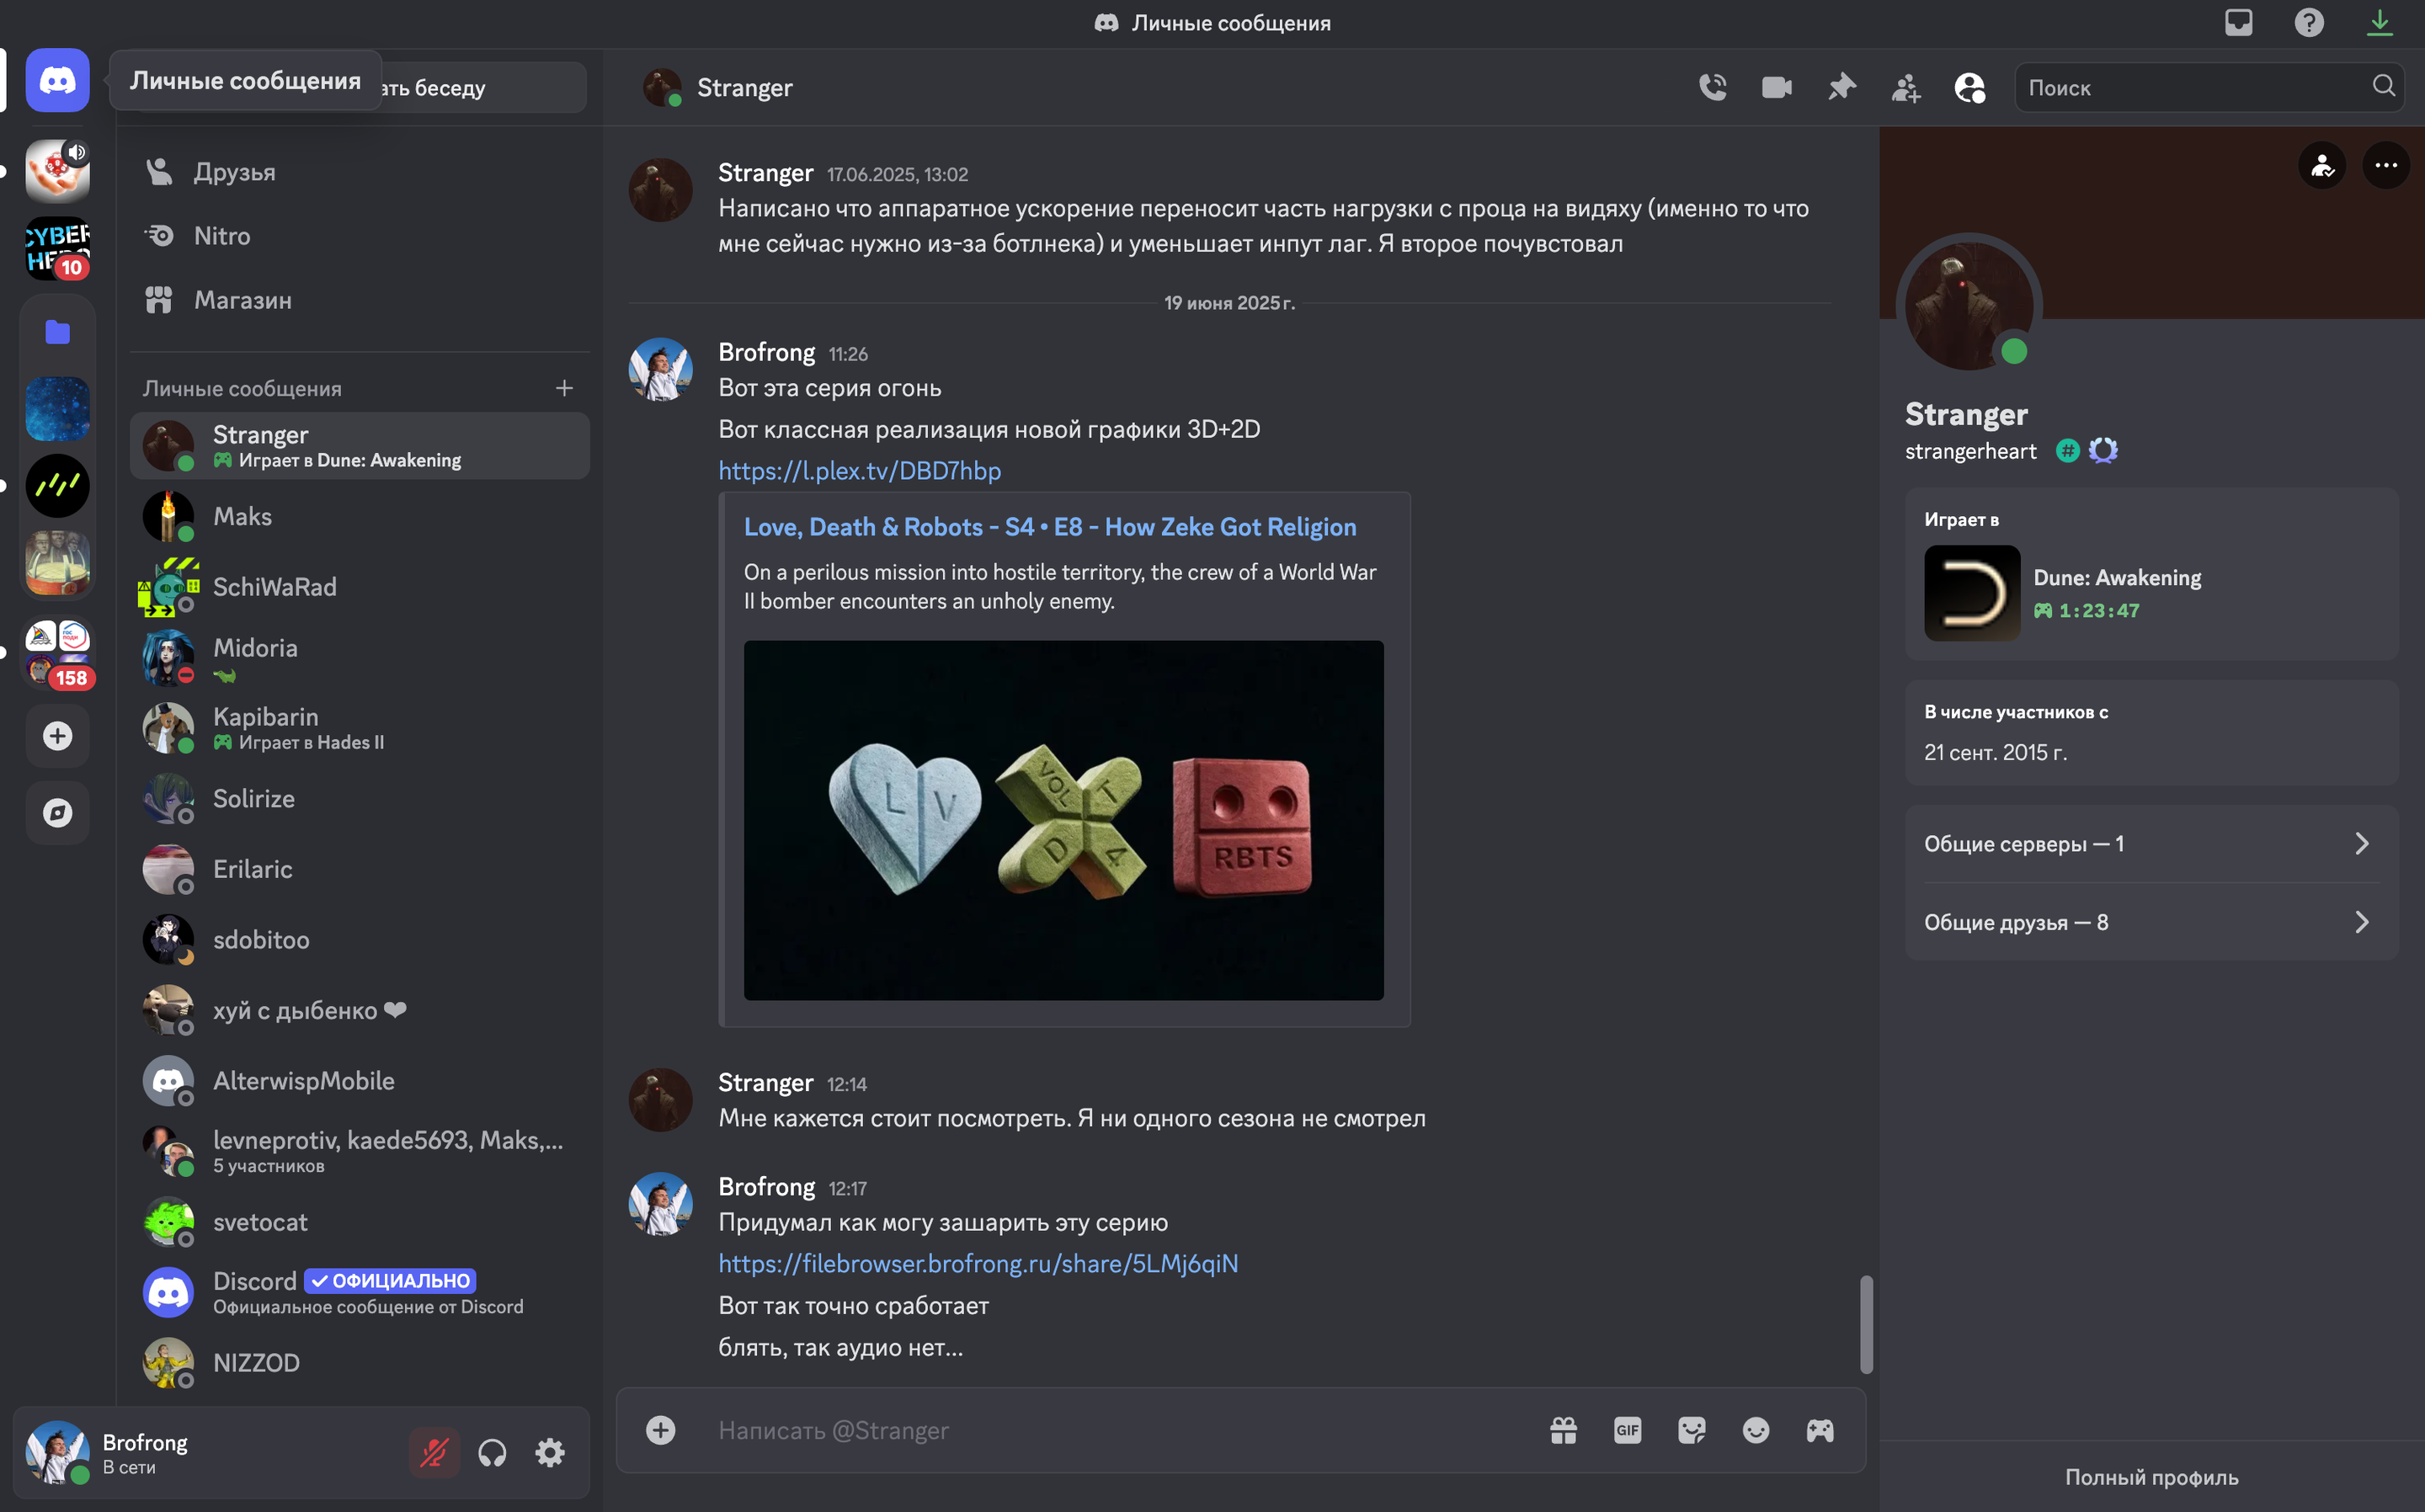 Личные сообщения
Личные сообщения
ать беседу
CYBER
HE
10
158
Друзья
Nitro
Магазин
Личные сообщения
Stranger
Играет в Dune: Awakening
Maks
SchiWaRad
Midoria
Kapibarin
Играет в Hades II
Solirize
Erilaric
sdobitoo
хуй с дыбенко ❤
AlterwispMobile
levneprotiv, kaede5693, Maks,...
5 участников
svetocat
Discord ОФИЦИАЛЬНО
Официальное сообщение от Discord
NIZZOD
Brofrong
В сети
Stranger
Поиск
Stranger 17.06.2025, 13:02
Написано что аппаратное ускорение переносит часть нагрузки с проца на видяху (именно то что
мне сейчас нужно из-за ботлнека) и уменьшает инпут лаг. Я второе почувстовал
19 июня 2025 г.
Brofrong 11:26
Вот эта серия огонь
Вот классная реализация новой графики 3D+2D
https://l.plex.tv/DBD7hbp
Love, Death & Robots - S4 • E8 - How Zeke Got Religion
On a perilous mission into hostile territory, the crew of a World War
II bomber encounters an unholy enemy.
L V
VOL T
D 4
RBTS
Stranger 12:14
Мне кажется стоит посмотреть. Я ни одного сезона не смотрел
Brofrong 12:17
Придумал как могу зашарить эту серию
https://filebrowser.brofrong.ru/share/5LMj6qiN
Вот так точно сработает
блять, так аудио нет...
Написать @Stranger
GIF
Stranger
strangerheart
Играет в
Dune: Awakening
1:23:47
В числе участников с
21 сент. 2015 г.
Общие серверы — 1
Общие друзья — 8
Полный профиль